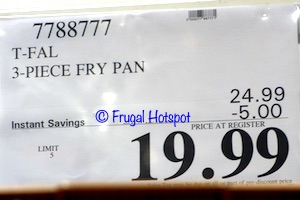 7788777
T-FAL
3-PIECE FRY PAN
24.99
Instant Savings -5.00
© Frugal Hotspot
PRICE AT REGISTER
LIMIT
5
19.99